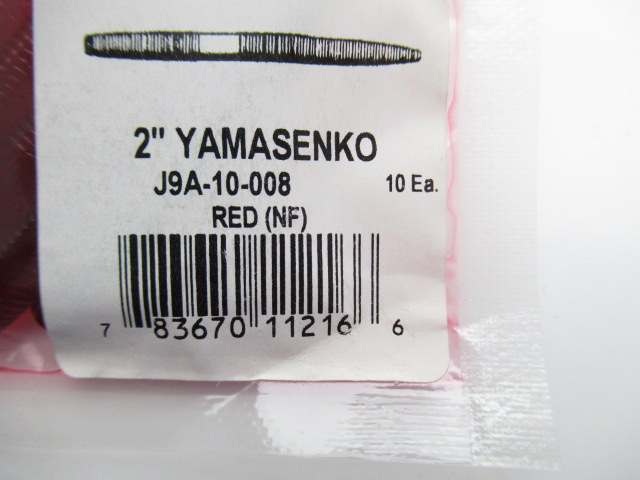 2" YAMASENKO
J9A-10-008 10 Ea.
RED (NF)
7 83670 11216 6